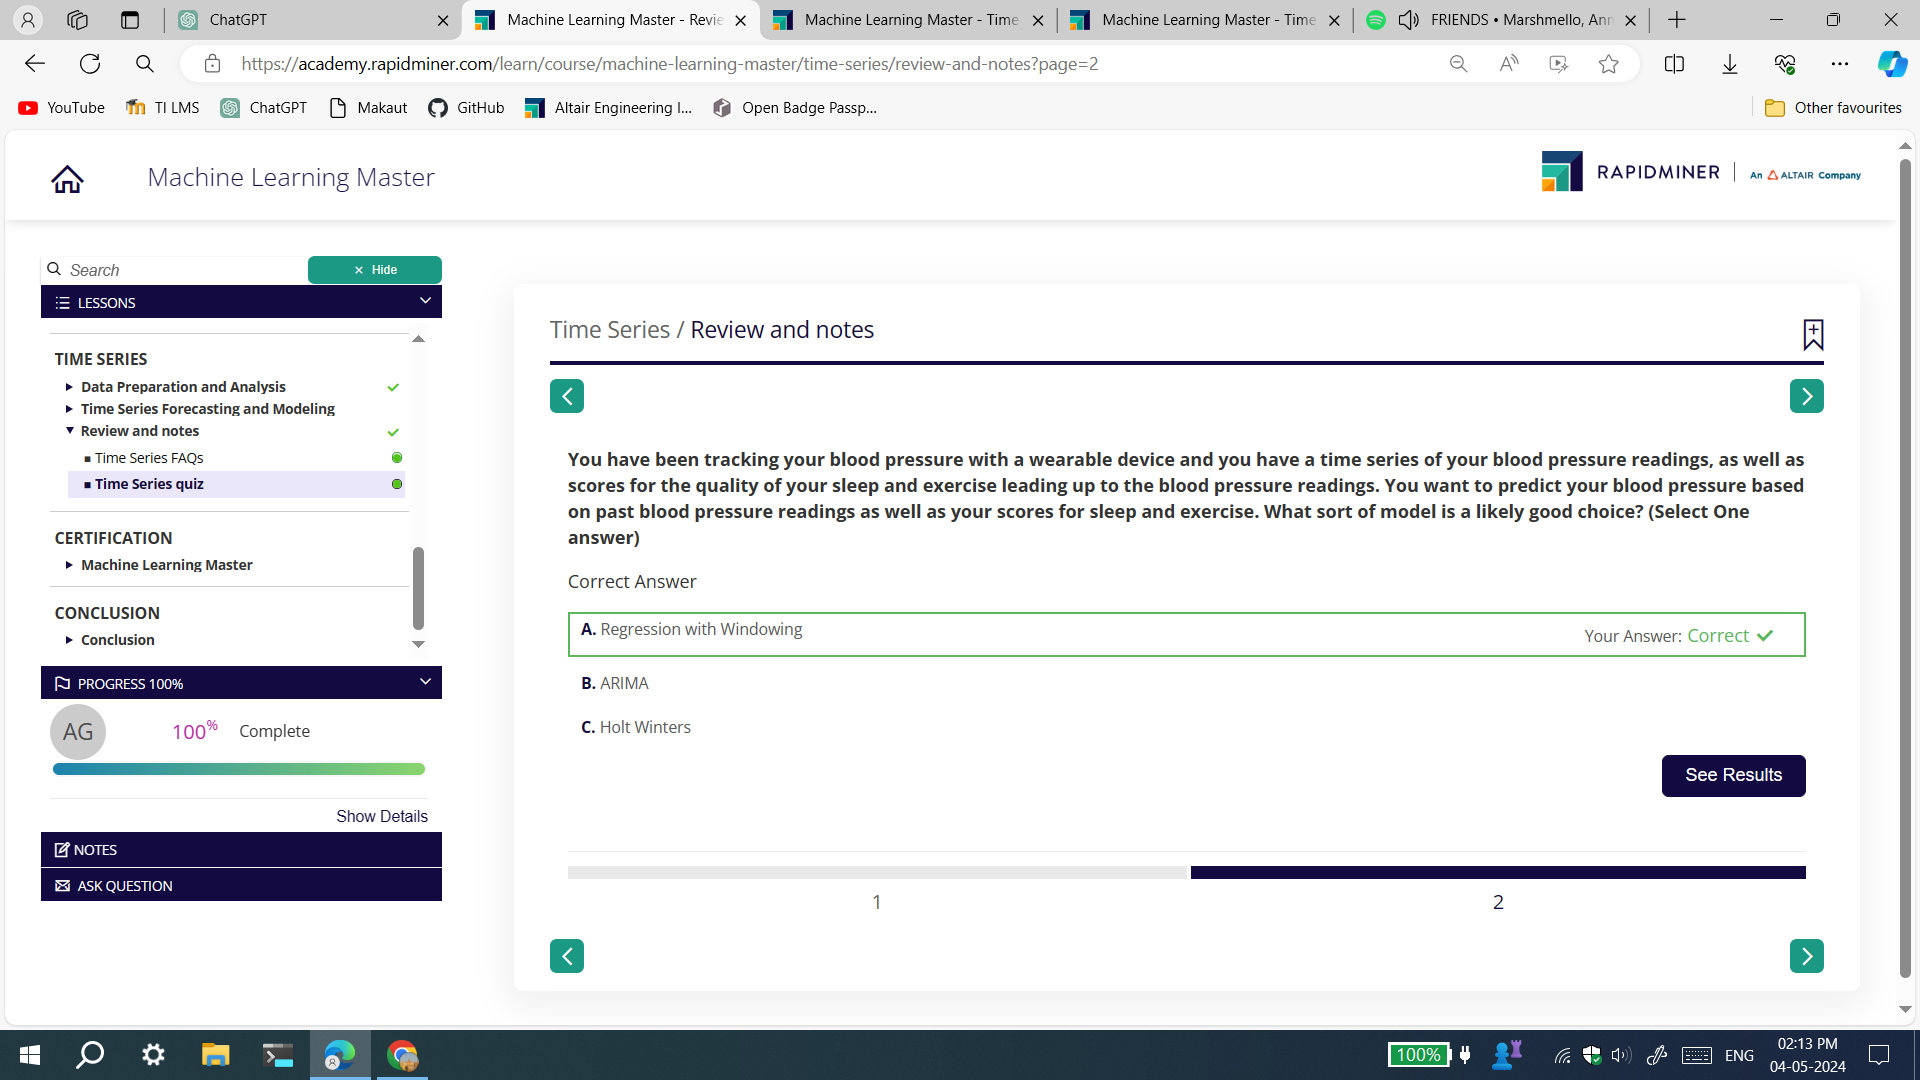 ChatGPT
Machine Learning Master - Revie
Machine Learning Master - Time
Machine Learning Master - Time
FRIENDS • Marshmello, Ann
https://academy.rapidminer.com/learn/course/machine-learning-master/time-series/review-and-notes?page=2
YouTube
TI LMS
ChatGPT
Makaut
GitHub
Altair Engineering I...
Open Badge Passp...
Other favourites
Machine Learning Master
RAPIDMINER
An ALTAIR Company
Search
Hide
LESSONS
TIME SERIES
Data Preparation and Analysis
Time Series Forecasting and Modeling
Review and notes
Time Series FAQs
Time Series quiz
CERTIFICATION
Machine Learning Master
CONCLUSION
Conclusion
PROGRESS 100%
AG
100%
Complete
Show Details
NOTES
ASK QUESTION
Time Series / Review and notes
You have been tracking your blood pressure with a wearable device and you have a time series of your blood pressure readings, as well as
scores for the quality of your sleep and exercise leading up to the blood pressure readings. You want to predict your blood pressure based
on past blood pressure readings as well as your scores for sleep and exercise. What sort of model is a likely good choice? (Select One
answer)
Correct Answer
A. Regression with Windowing
Your Answer: Correct
B. ARIMA
C. Holt Winters
See Results
1
2
100%
ENG
02:13 PM
04-05-2024